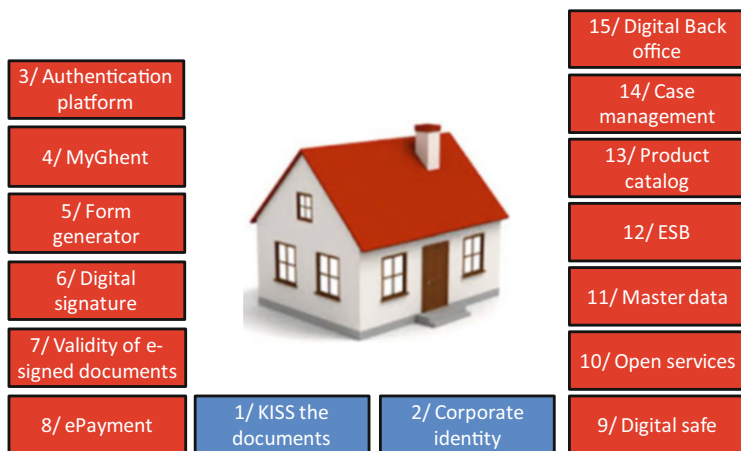 3/ Authentication
platform
4/ MyGhent
5/ Form
generator
6/ Digital
signature
7/ Validity of e-
signed documents
8/ ePayment
1/ KISS the
documents
2/ Corporate
identity
15/ Digital Back
office
14/ Case
management
13/ Product
catalog
12/ ESB
11/ Master data
10/ Open services
9/ Digital safe